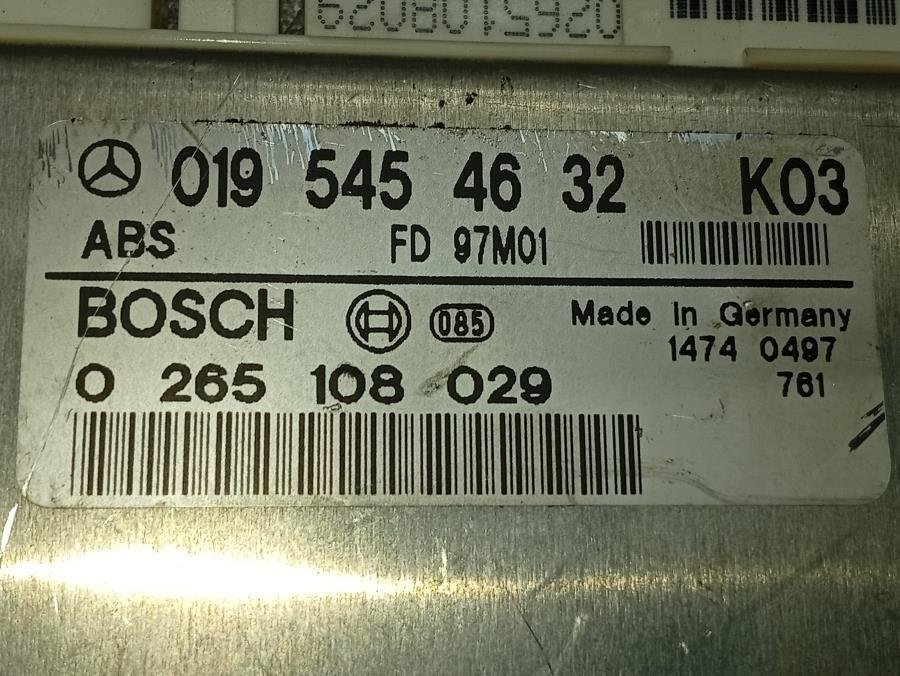 0265108029
019 545 46 32 K03
ABS FD 97M01
BOSCH 085 Made In Germany
1474 0497
0 265 108 029 761